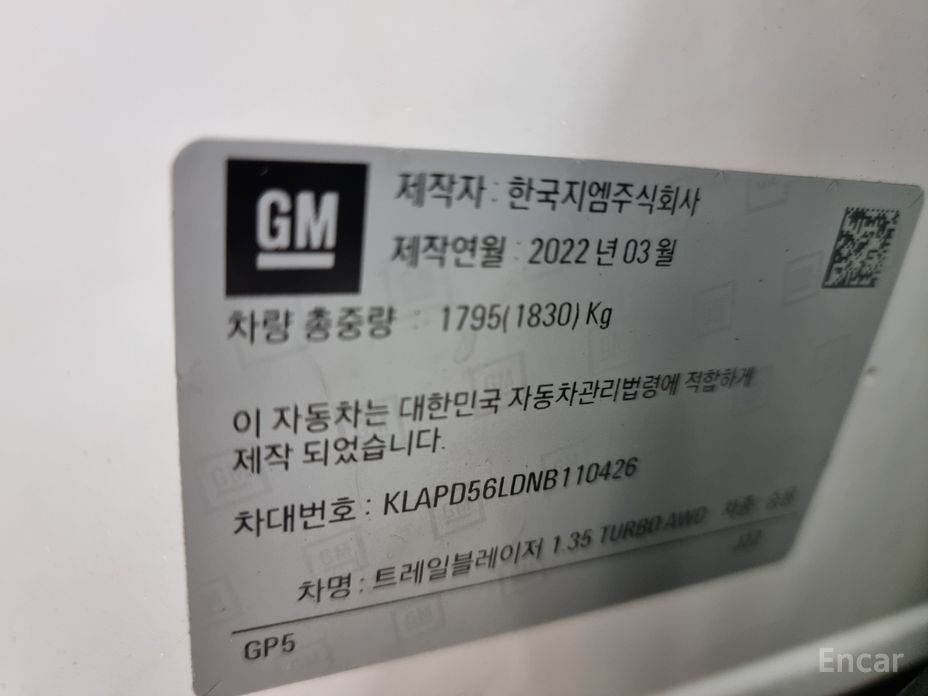 GM
제작자 : 한국지엠주식회사
제작연월 : 2022 년 03 월
차량 총중량 : 1795(1830) Kg
이 자동차는 대한민국 자동차관리법령에 적합하게
제작 되었습니다.
차대번호 : KLAPD56LDNB110426
차명 : 트레일블레이저 1.35 TURBO AWD 차종 승용
GP5
Encar